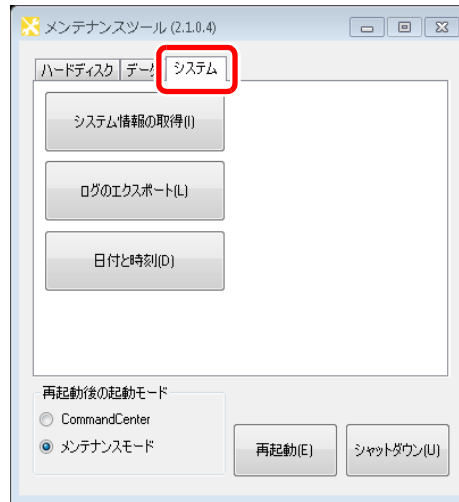 メンテナンスツール (2.1.0.4)
ハードディスク デー システム
システム情報の取得(I)
ログのエクスポート(L)
日付と時刻(D)
再起動後の起動モード
CommandCenter
メンテナンスモード
再起動(E) シャットダウン(U)